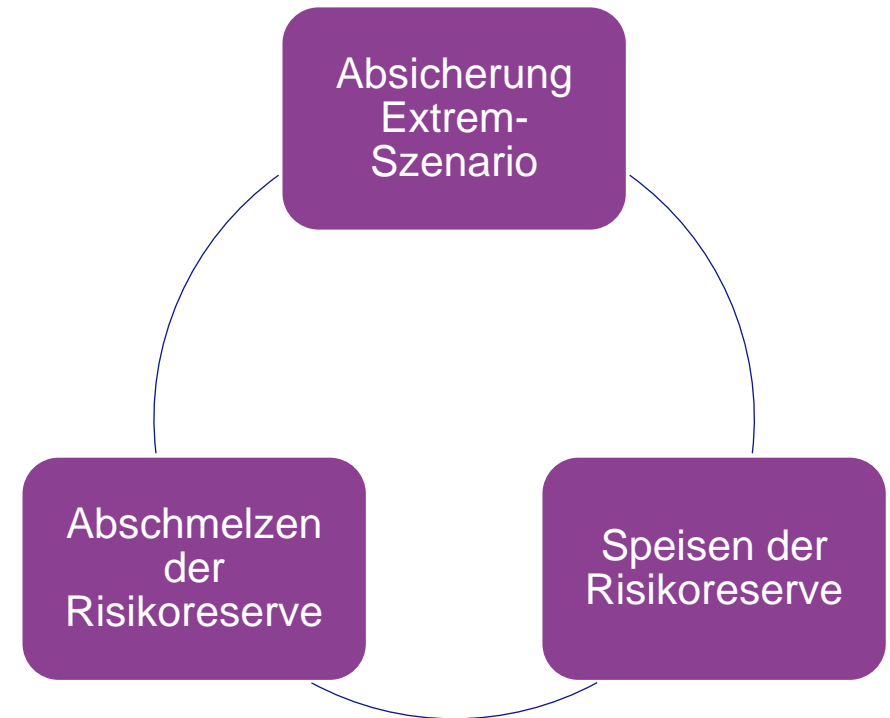 Absicherung
Extrem-
Szenario
Abschmelzen
der
Risikoreserve
Speisen der
Risikoreserve